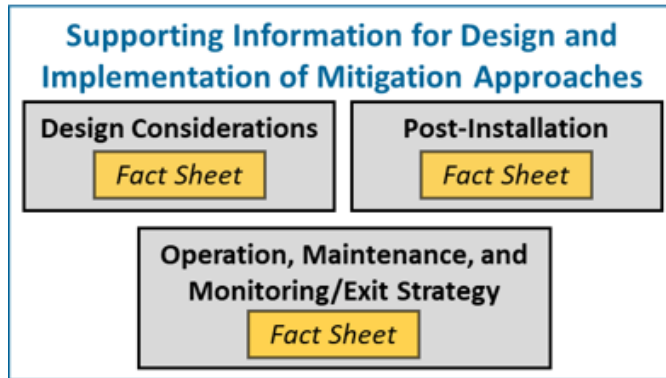 Supporting Information for Design and
Implementation of Mitigation Approaches
Design Considerations
Fact Sheet
Post-Installation
Fact Sheet
Operation, Maintenance, and
Monitoring/Exit Strategy
Fact Sheet